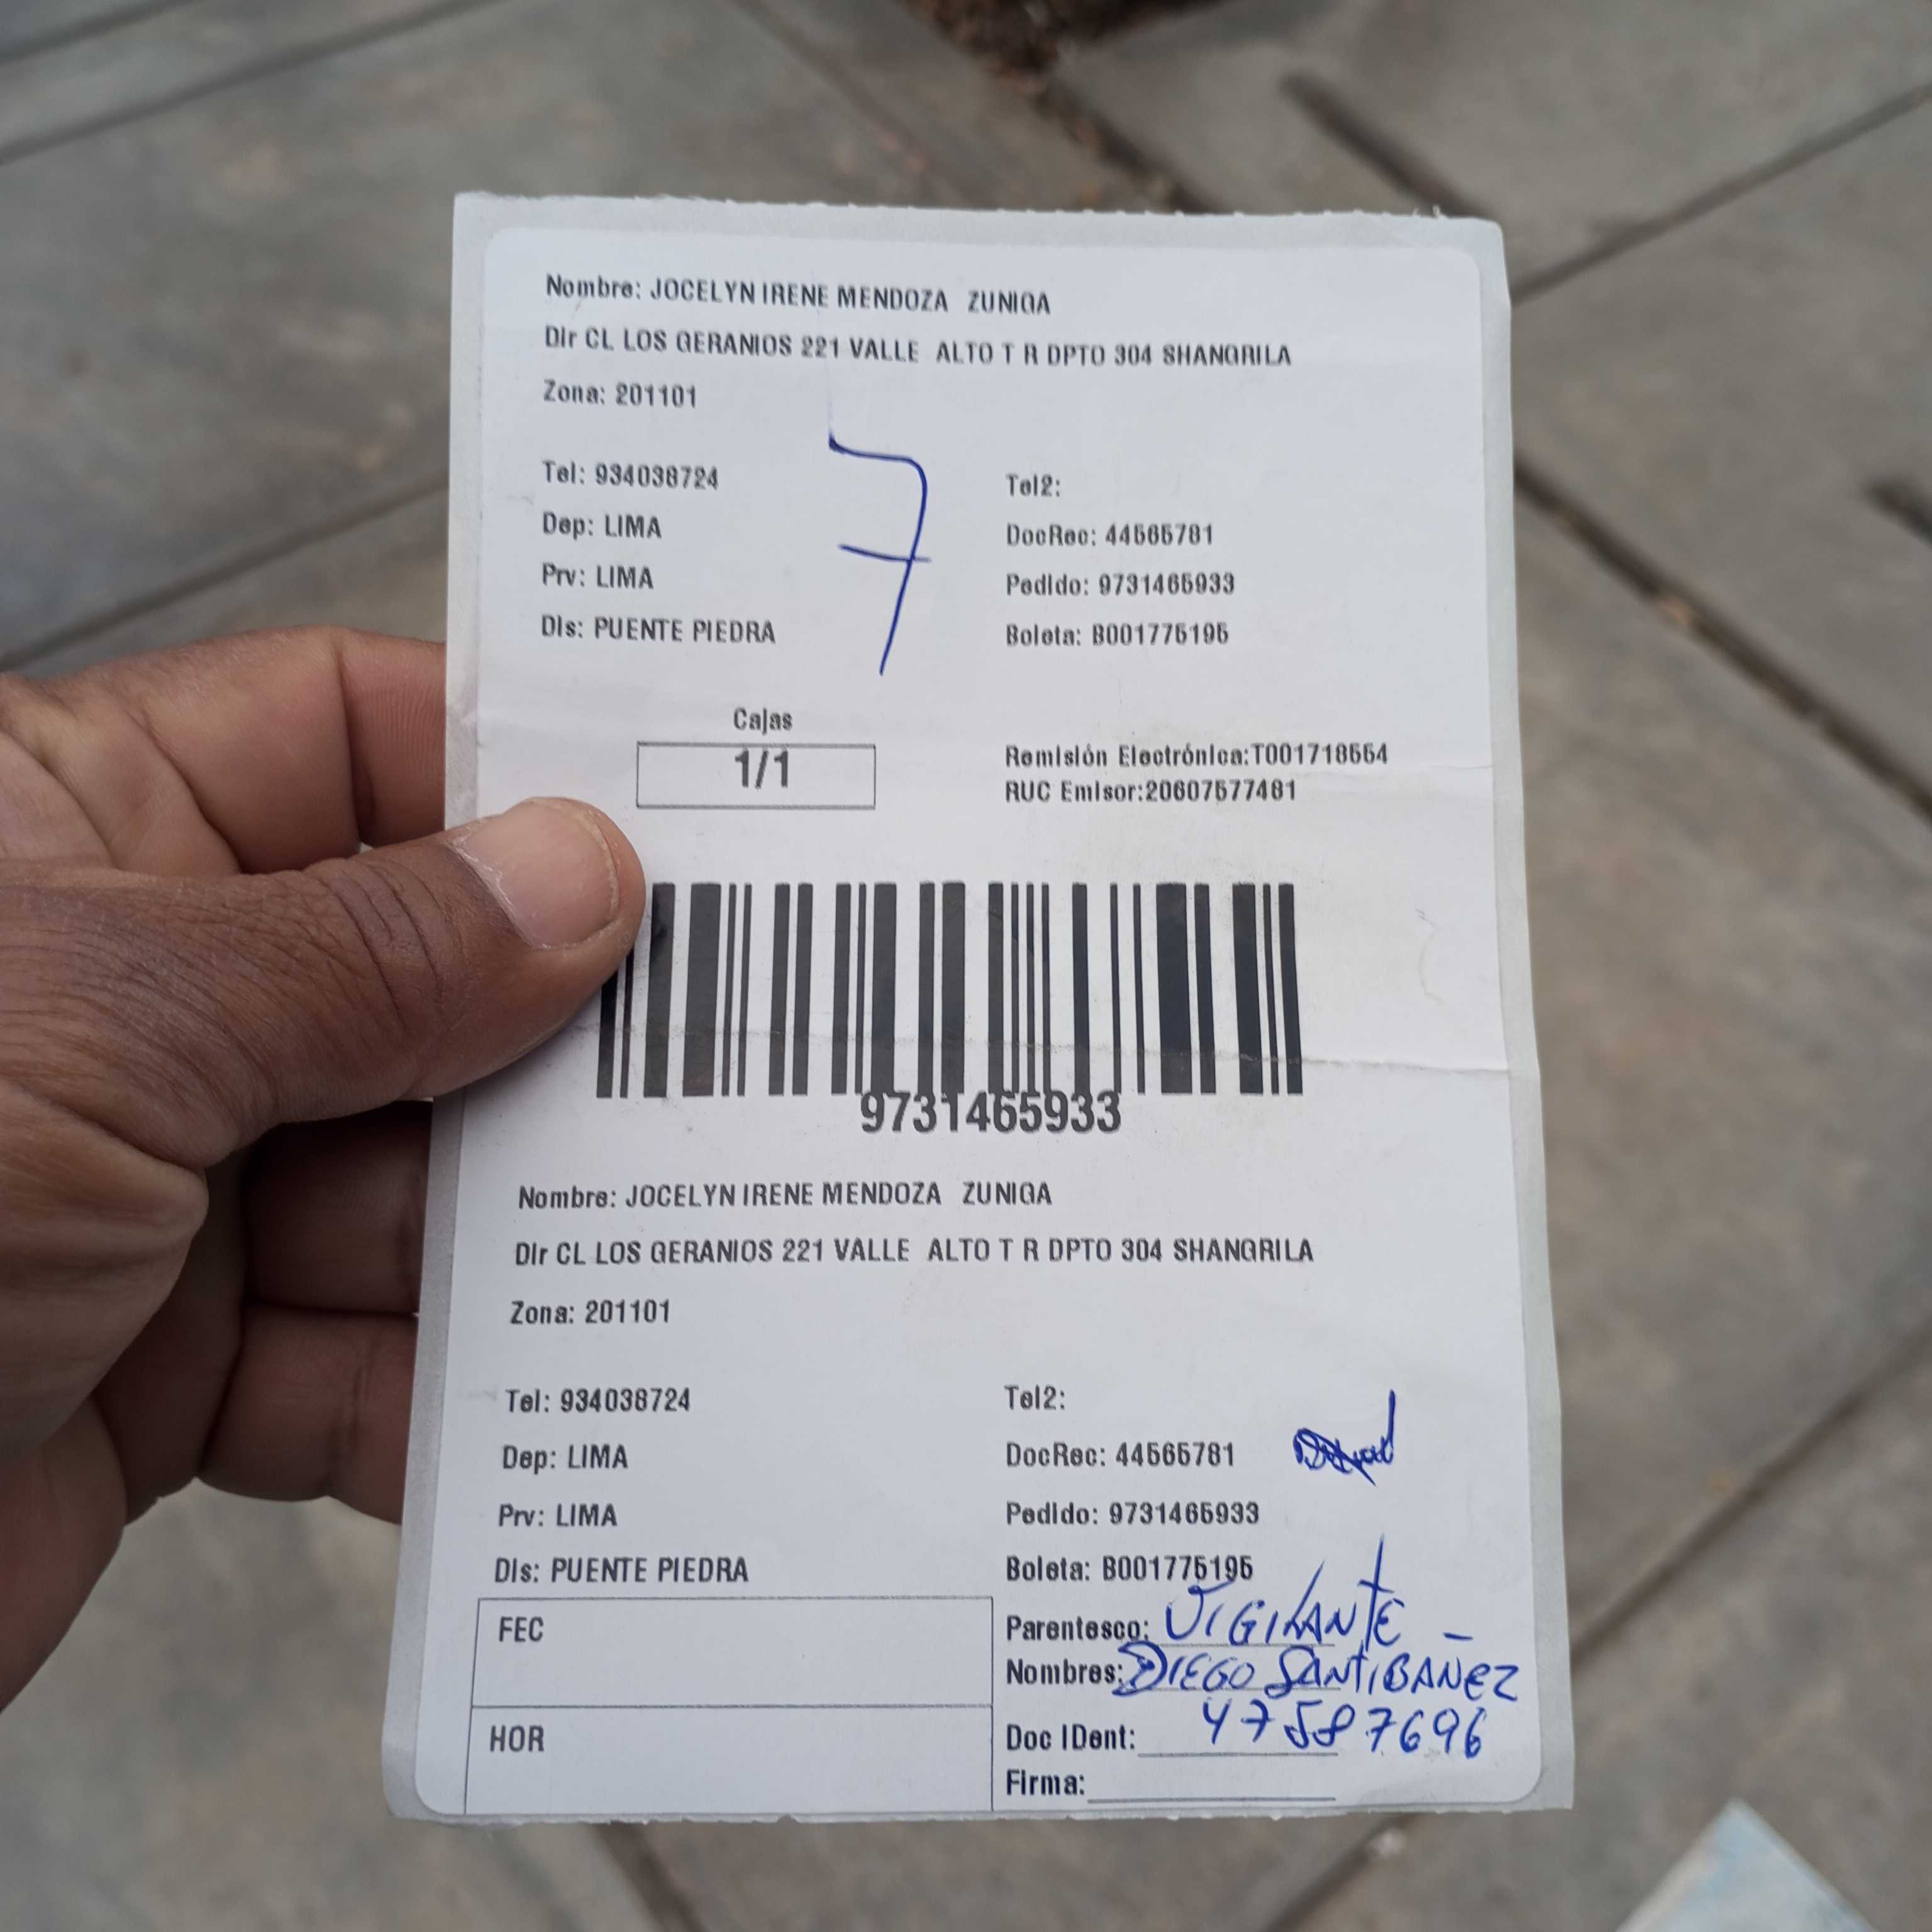 Nombre: JOCELYN IRENE MENDOZA ZUNIGA
Dir CL LOS GERANIOS 221 VALLE ALTO T R DPTO 304 SHANGRILA
Zona: 201101
7
Tel: 934038724 Tel2:
Dep: LIMA DocRec: 44565781
Prv: LIMA Pedido: 9731465933
Dis: PUENTE PIEDRA Boleta: B001775195
Cajas
1/1
Remisión Electrónica:T001718554
RUC Emisor:20607577481
9731465933
Nombre: JOCELYN IRENE MENDOZA ZUNIGA
Dir CL LOS GERANIOS 221 VALLE ALTO T R DPTO 304 SHANGRILA
Zona: 201101
Tel: 934038724 Tel2:
Dep: LIMA DocRec: 44565781
Prv: LIMA Pedido: 9731465933
Dis: PUENTE PIEDRA Boleta: B001775195
FEC
HOR
Parentesco: VIGILANTE -
Nombres: DIEGO SANTIBANEZ
Doc IDent: 47587696
Firma: